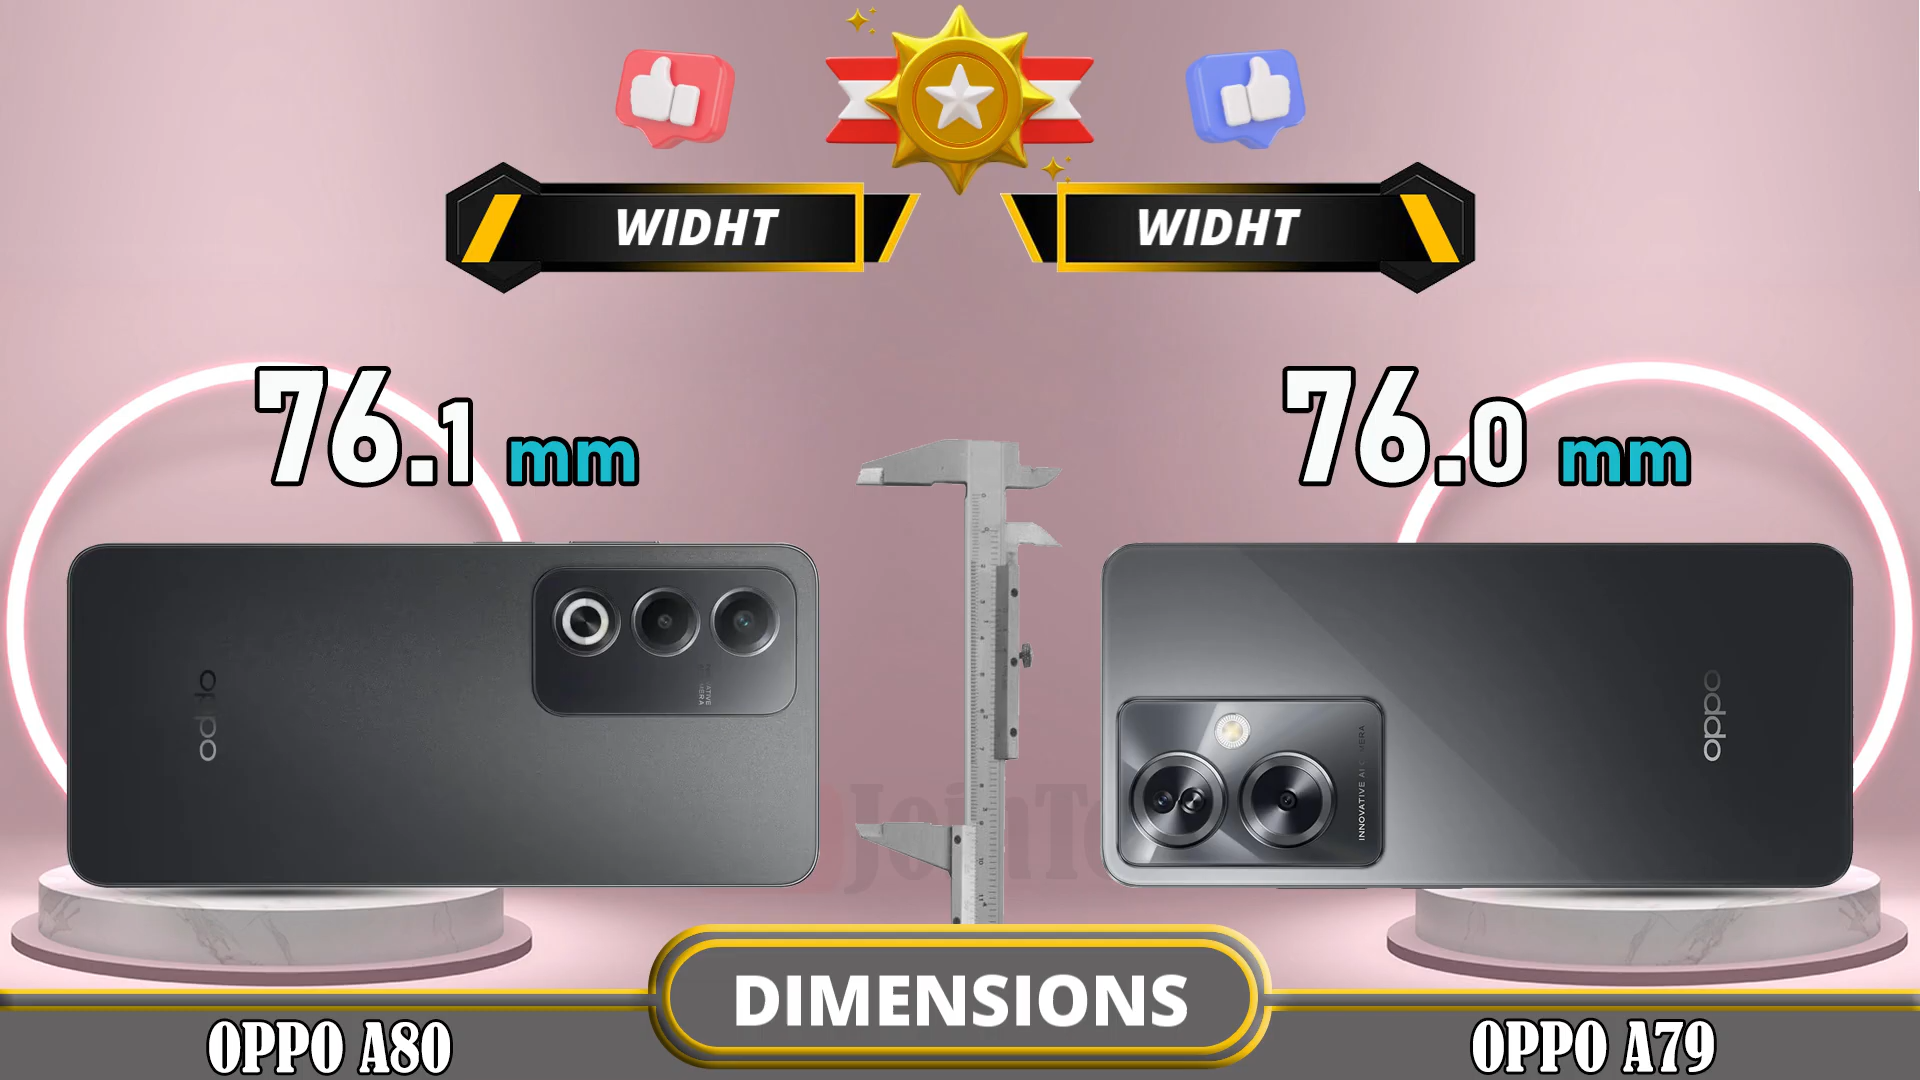 WIDHT
WIDHT
76.1 mm
76.0 mm
oppo
oppo
INNOVATIVE AI CAMERA
DIMENSIONS
OPPO A80
OPPO A79